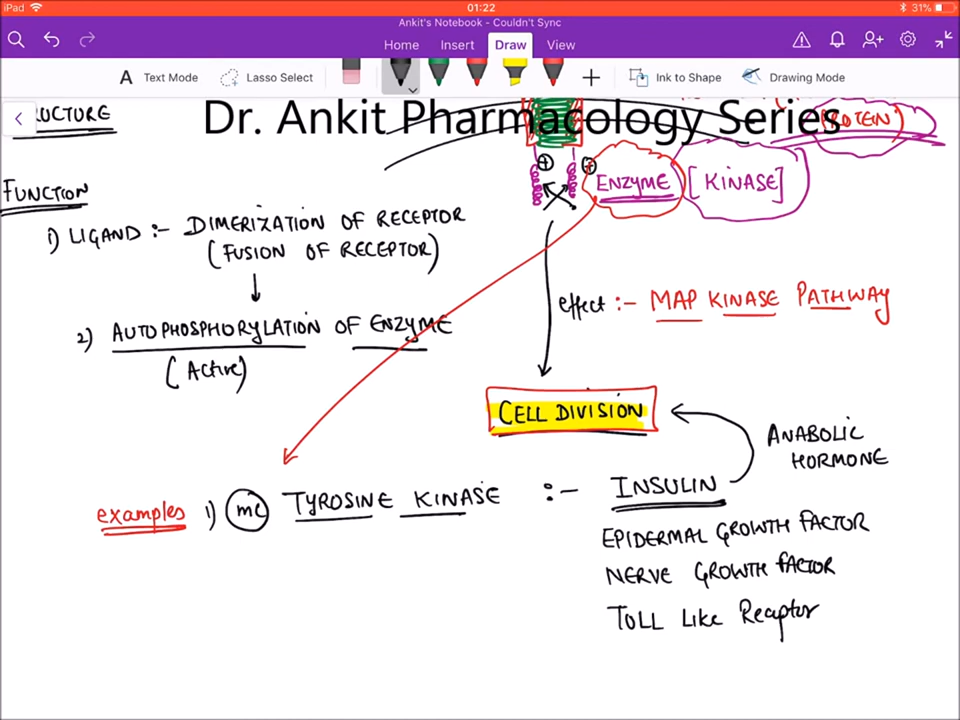 iPad
01:22
31%
Ankit's Notebook - Couldn't Sync
Home Insert Draw View
Text Mode Lasso Select Ink to Shape Drawing Mode
Dr. Ankit Pharmacology Series
FUNCTION
ENZYME [KINASE]
1) LIGAND :- DIMERIZATION OF RECEPTOR
(FUSION OF RECEPTOR)
2) AUTOPHOSPHORYLATION OF ENZYME
(Active)
effect :- MAP KINASE PATHWAY
CELL DIVISION
ANABOLIC
HORMONE
examples 1) mc TYROSINE KINASE :- INSULIN
EPIDERMAL GROWTH FACTOR
NERVE GROWTH FACTOR
TOLL Like